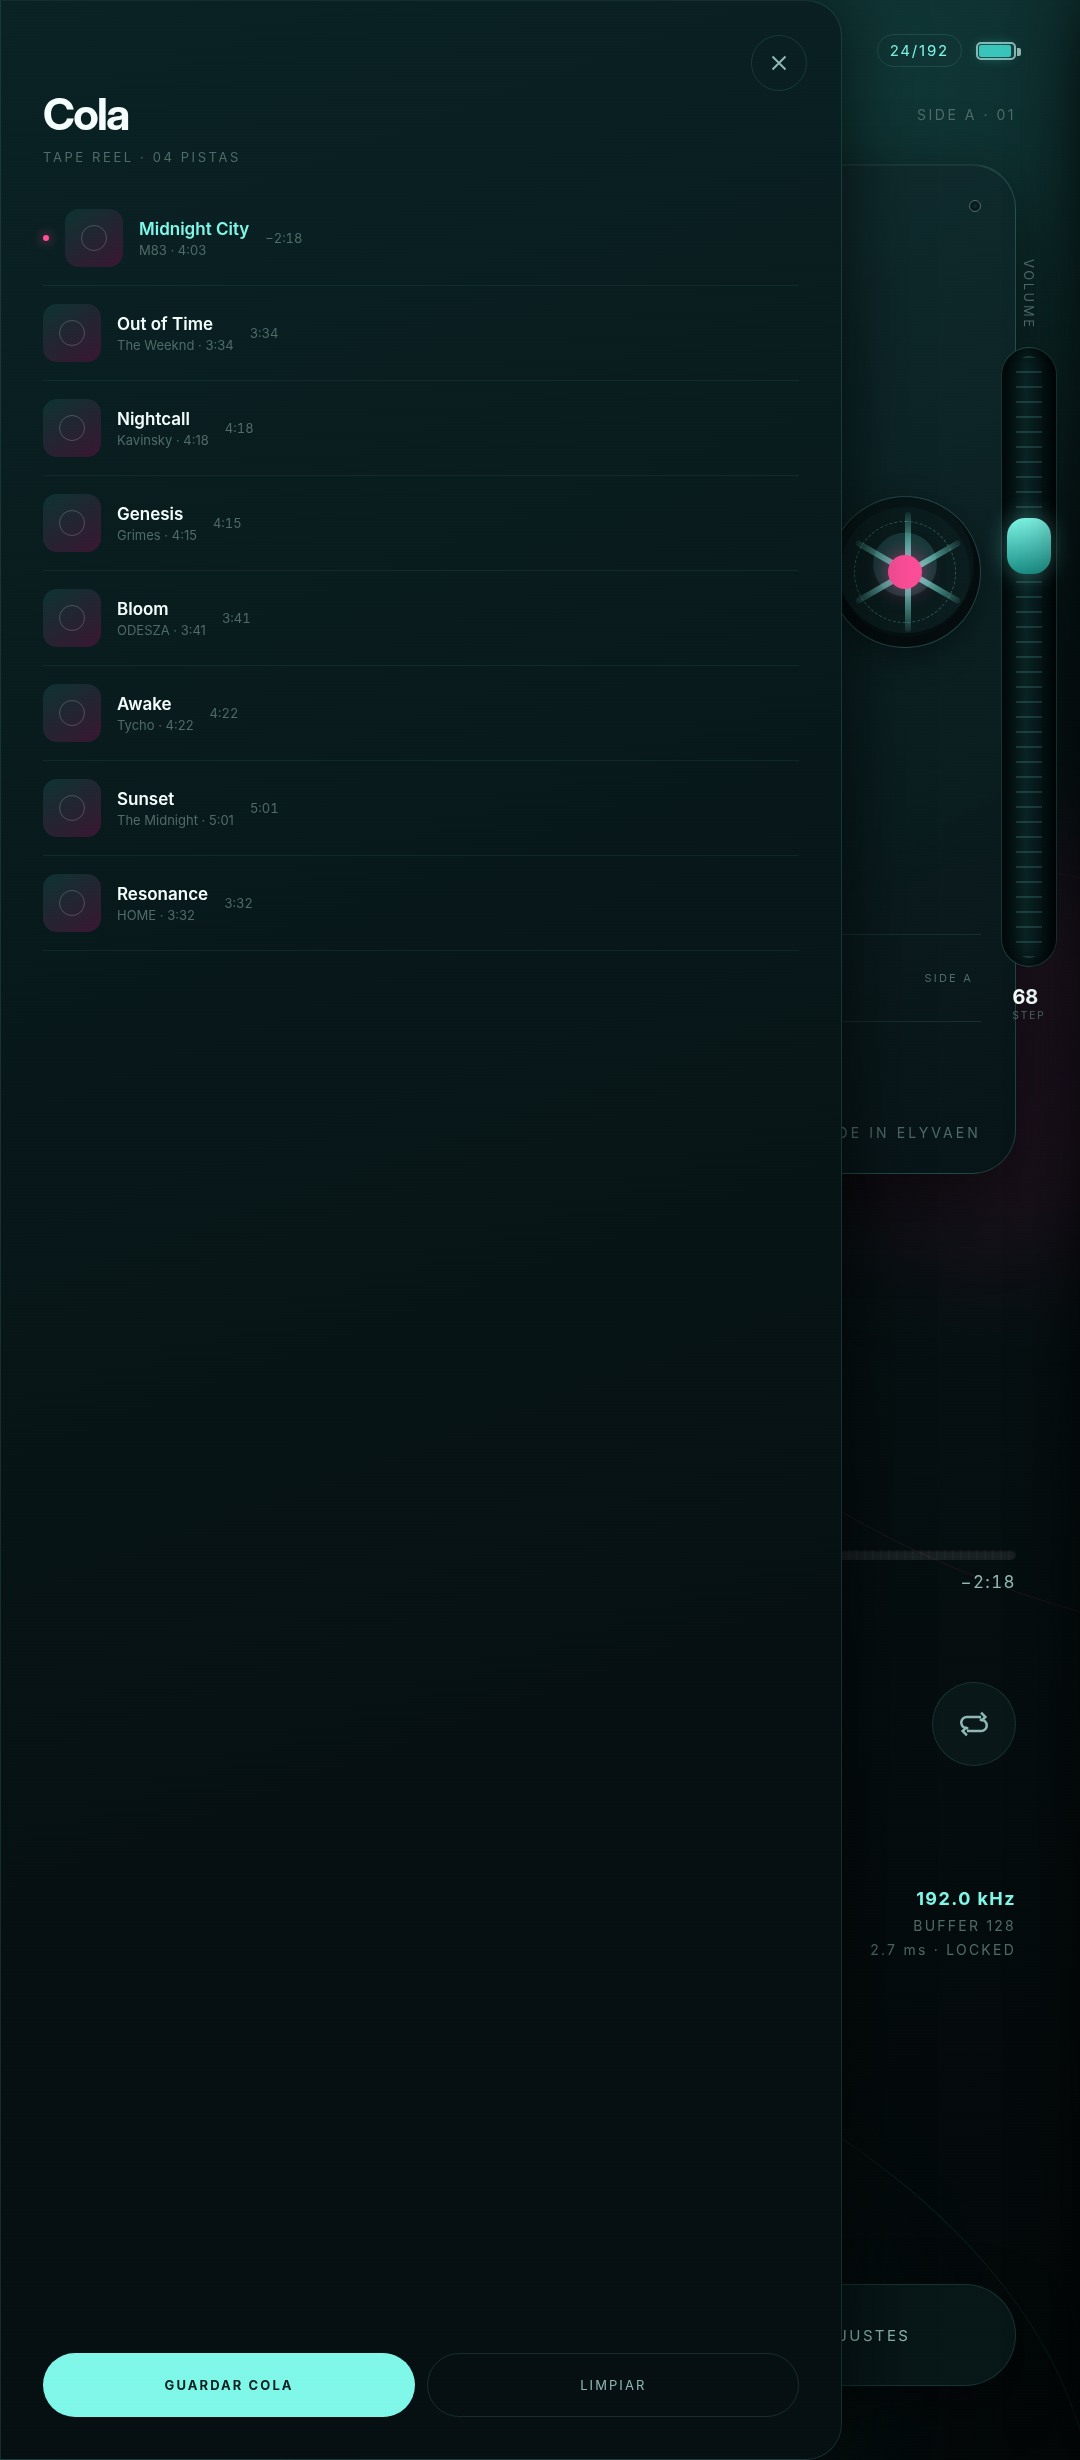 Cola
TAPE REEL · 04 PISTAS
Midnight City
M83 · 4:03
−2:18
Out of Time
The Weeknd · 3:34
3:34
Nightcall
Kavinsky · 4:18
4:18
Genesis
Grimes · 4:15
4:15
Bloom
ODESZA · 3:41
3:41
Awake
Tycho · 4:22
4:22
Sunset
The Midnight · 5:01
5:01
Resonance
HOME · 3:32
3:32
GUARDAR COLA
LIMPIAR
24/192
SIDE A · 01
VOLUME
68
STEP
SIDE A
DE IN ELYVAEN
−2:18
192.0 kHz
BUFFER 128
2.7 ms · LOCKED
JUSTES